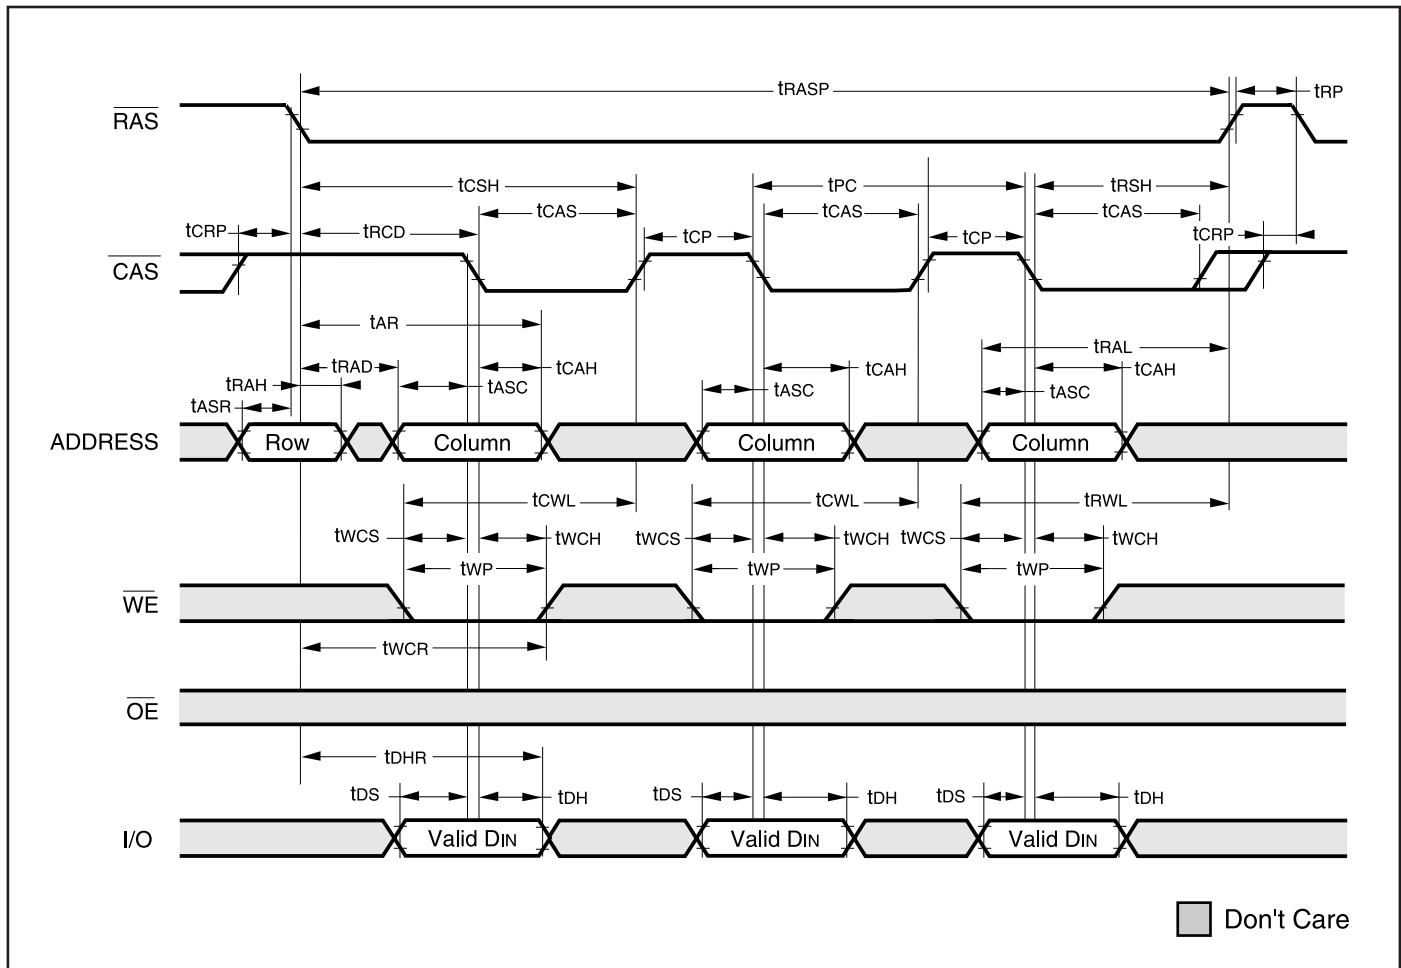 tRASP
tRP
RAS
tCSH
tPC
tRSH
tCAS
tCAS
tCAS
tCRP
tRCD
tCP
tCP
tCRP
CAS
tAR
tRAL
tRAD
tCAH
tCAH
tCAH
tRAH
tASC
tASC
tASC
tASR
ADDRESS
Row
Column
Column
Column
tCWL
tCWL
tRWL
tWCS
tWCH
tWCS
tWCH
tWCS
tWCH
tWP
tWP
tWP
WE
tWCR
OE
tDHR
tDS
tDH
tDS
tDH
tDS
tDH
I/O
Valid DIN
Valid DIN
Valid DIN
Don't Care